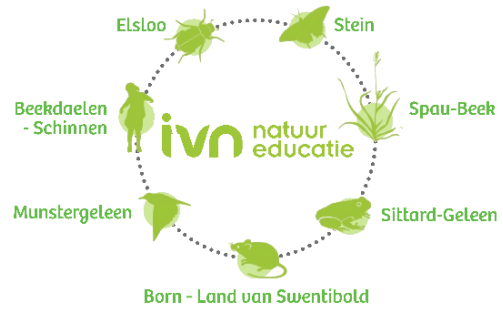 Elsloo
Stein
Beekdaelen
- Schinnen
Spau-Beek
ivn natuur
educatie
Munstergeleen
Sittard-Geleen
Born - Land van Swentibold